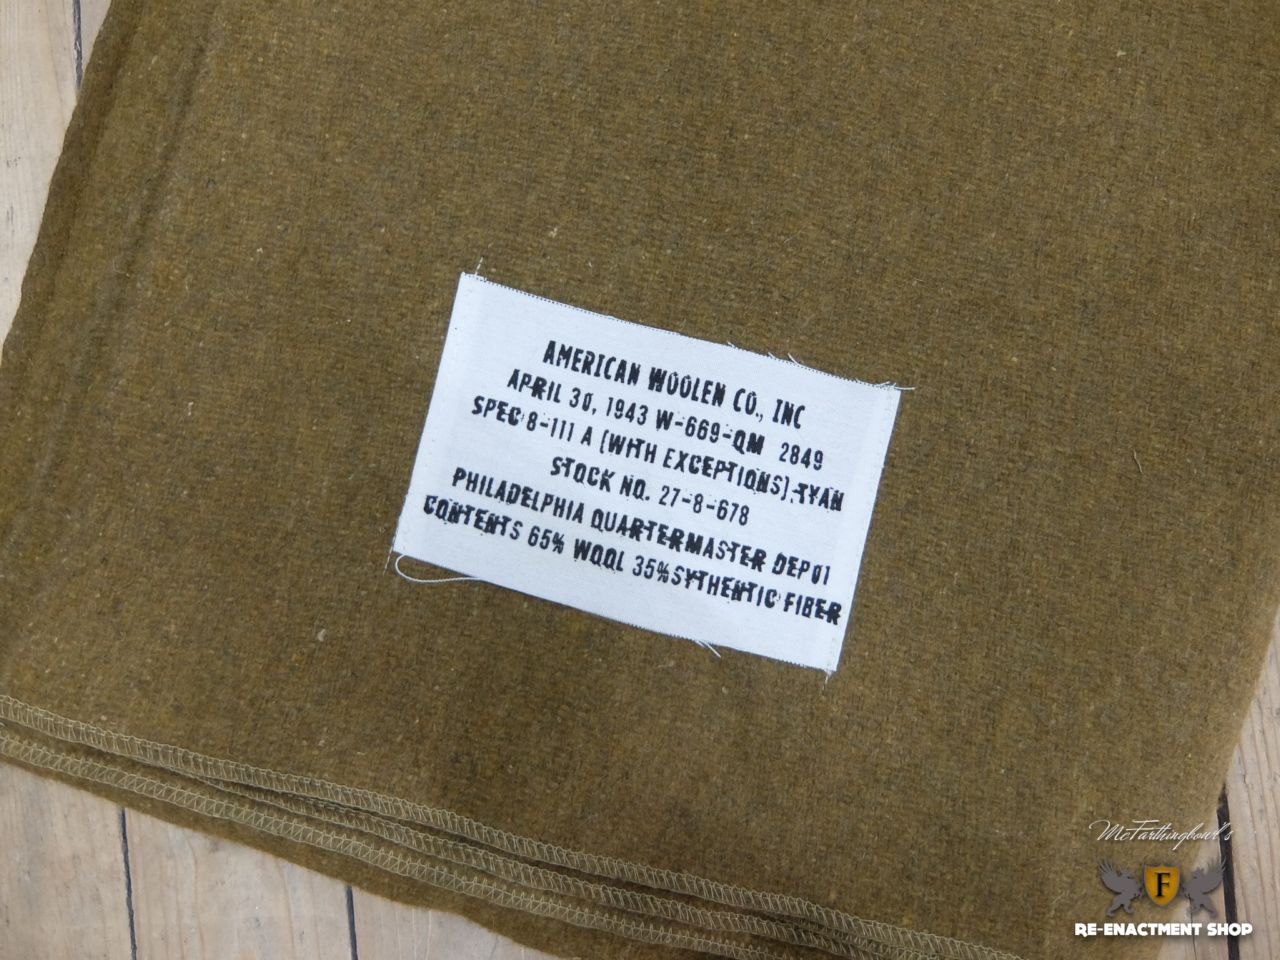 AMERICAN WOOLEN CO., INC
APRIL 30, 1943 W-669-QM 2849
SPEC 8-111 A (WITH EXCEPTIONS) TYAN
STOCK NO. 27-8-678
PHILADELPHIA QUARTERMASTER DEPOT
CONTENTS 65% WOOL 35%SYTHENTIC FIBER
McFarthingbowl's
F
RE-ENACTMENT SHOP